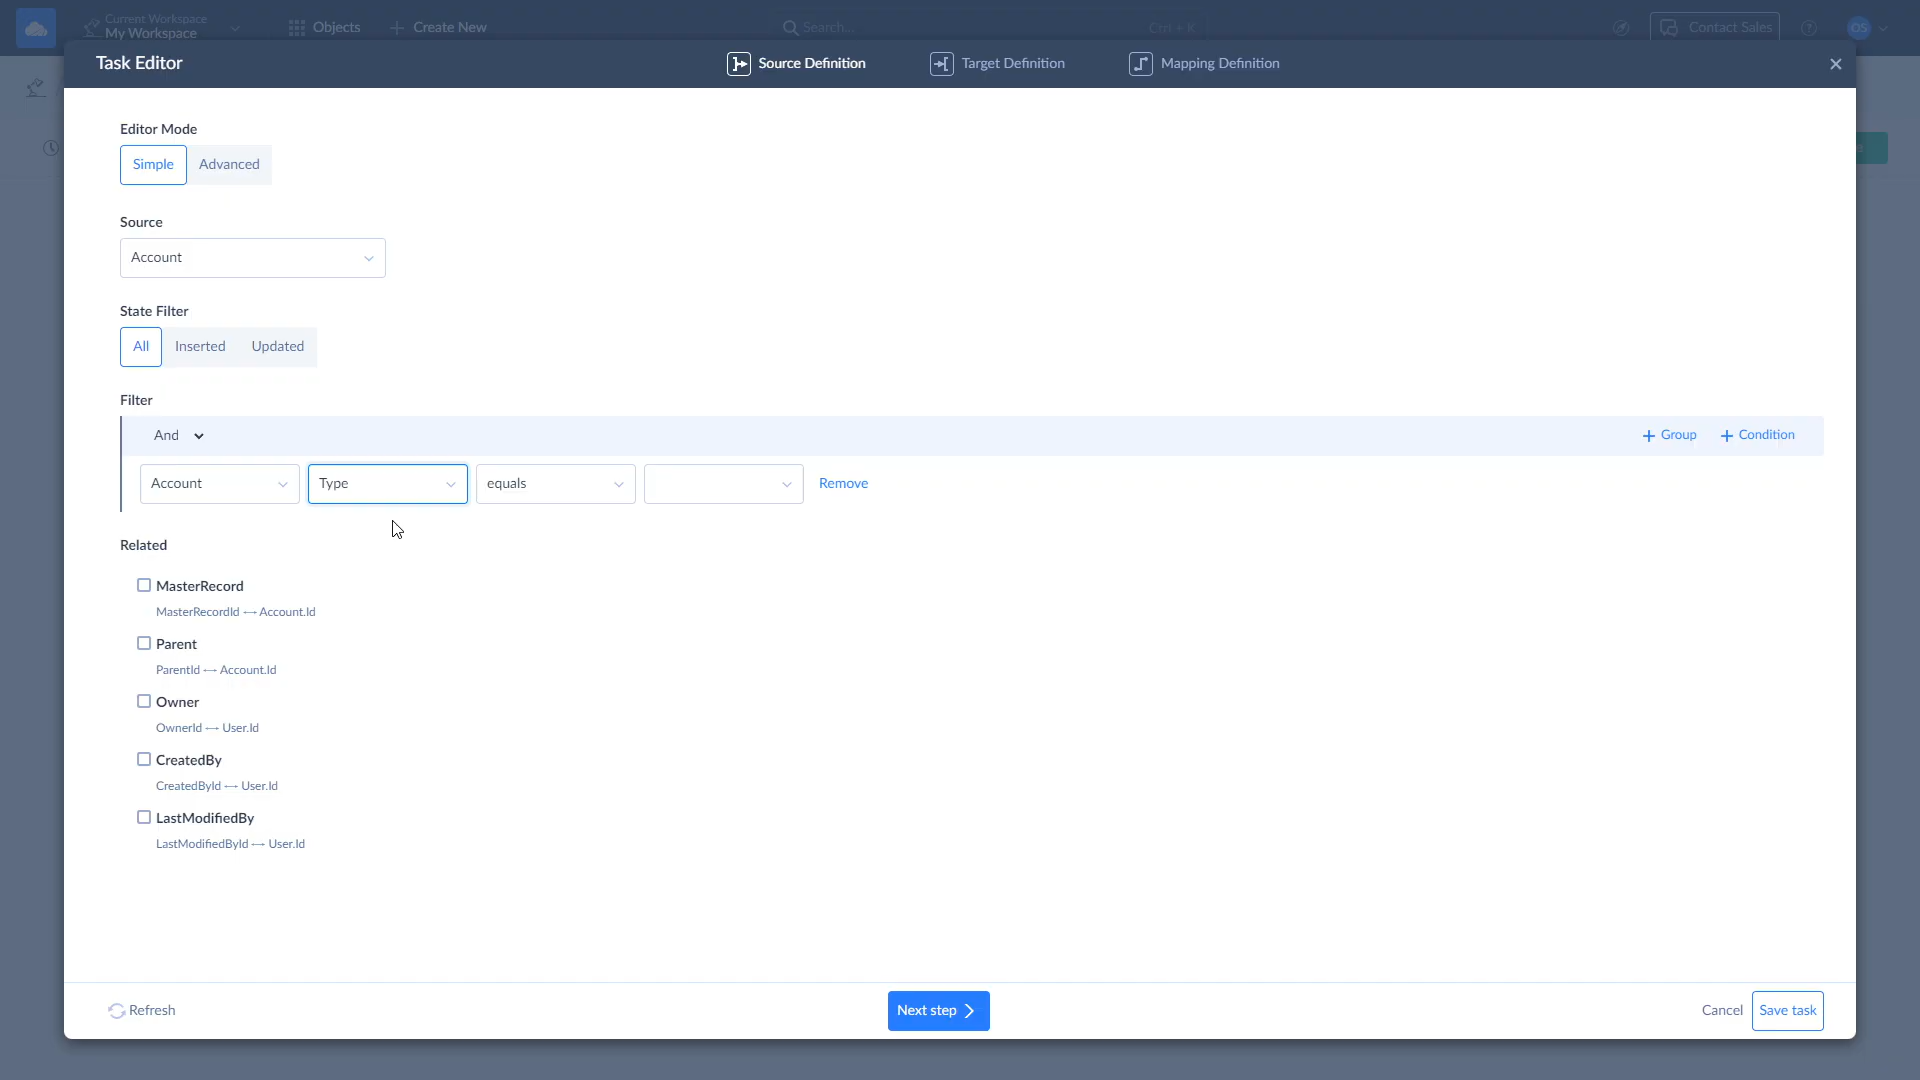 Current Workspace
My Workspace
Objects
Create New
Search...
Ctrl + K
Contact Sales
OS
Task Editor
Source Definition
Target Definition
Mapping Definition
Editor Mode
Simple
Advanced
Source
Account
State Filter
All
Inserted
Updated
Filter
And
Group
Condition
Account
Type
equals
Remove
Related
MasterRecord
MasterRecordId ↔ Account.Id
Parent
ParentId ↔ Account.Id
Owner
OwnerId ↔ User.Id
CreatedBy
CreatedById ↔ User.Id
LastModifiedBy
LastModifiedById ↔ User.Id
Refresh
Next step
Cancel
Save task